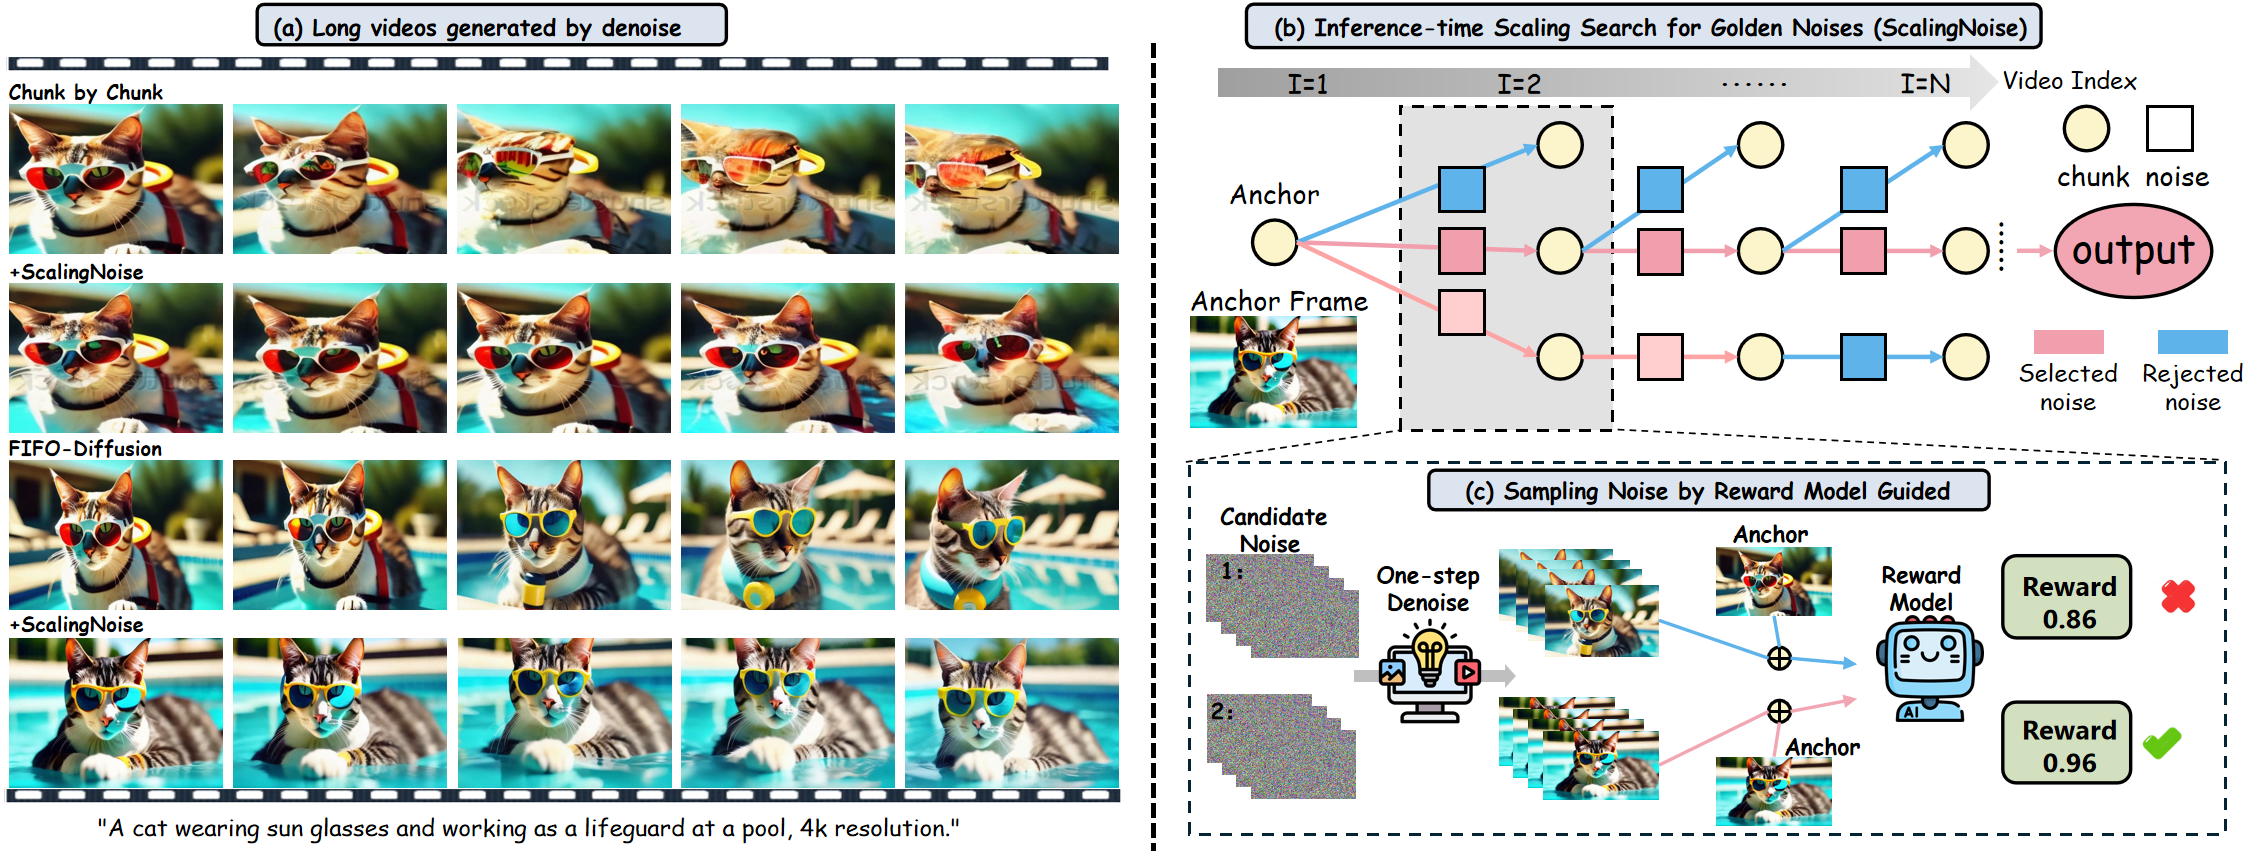 (a) Long videos generated by denoise
Chunk by Chunk
+ScalingNoise
FIFO-Diffusion
+ScalingNoise
"A cat wearing sun glasses and working as a lifeguard at a pool, 4k resolution."
(b) Inference-time Scaling Search for Golden Noises (ScalingNoise)
I=1 I=2 ...... I=N Video Index
chunk noise
Anchor
output
Anchor Frame
Selected noise
Rejected noise
(c) Sampling Noise by Reward Model Guided
Candidate
Noise
1:
2:
One-step
Denoise
Anchor
Anchor
Reward
Model
AI
Reward
0.86
Reward
0.96